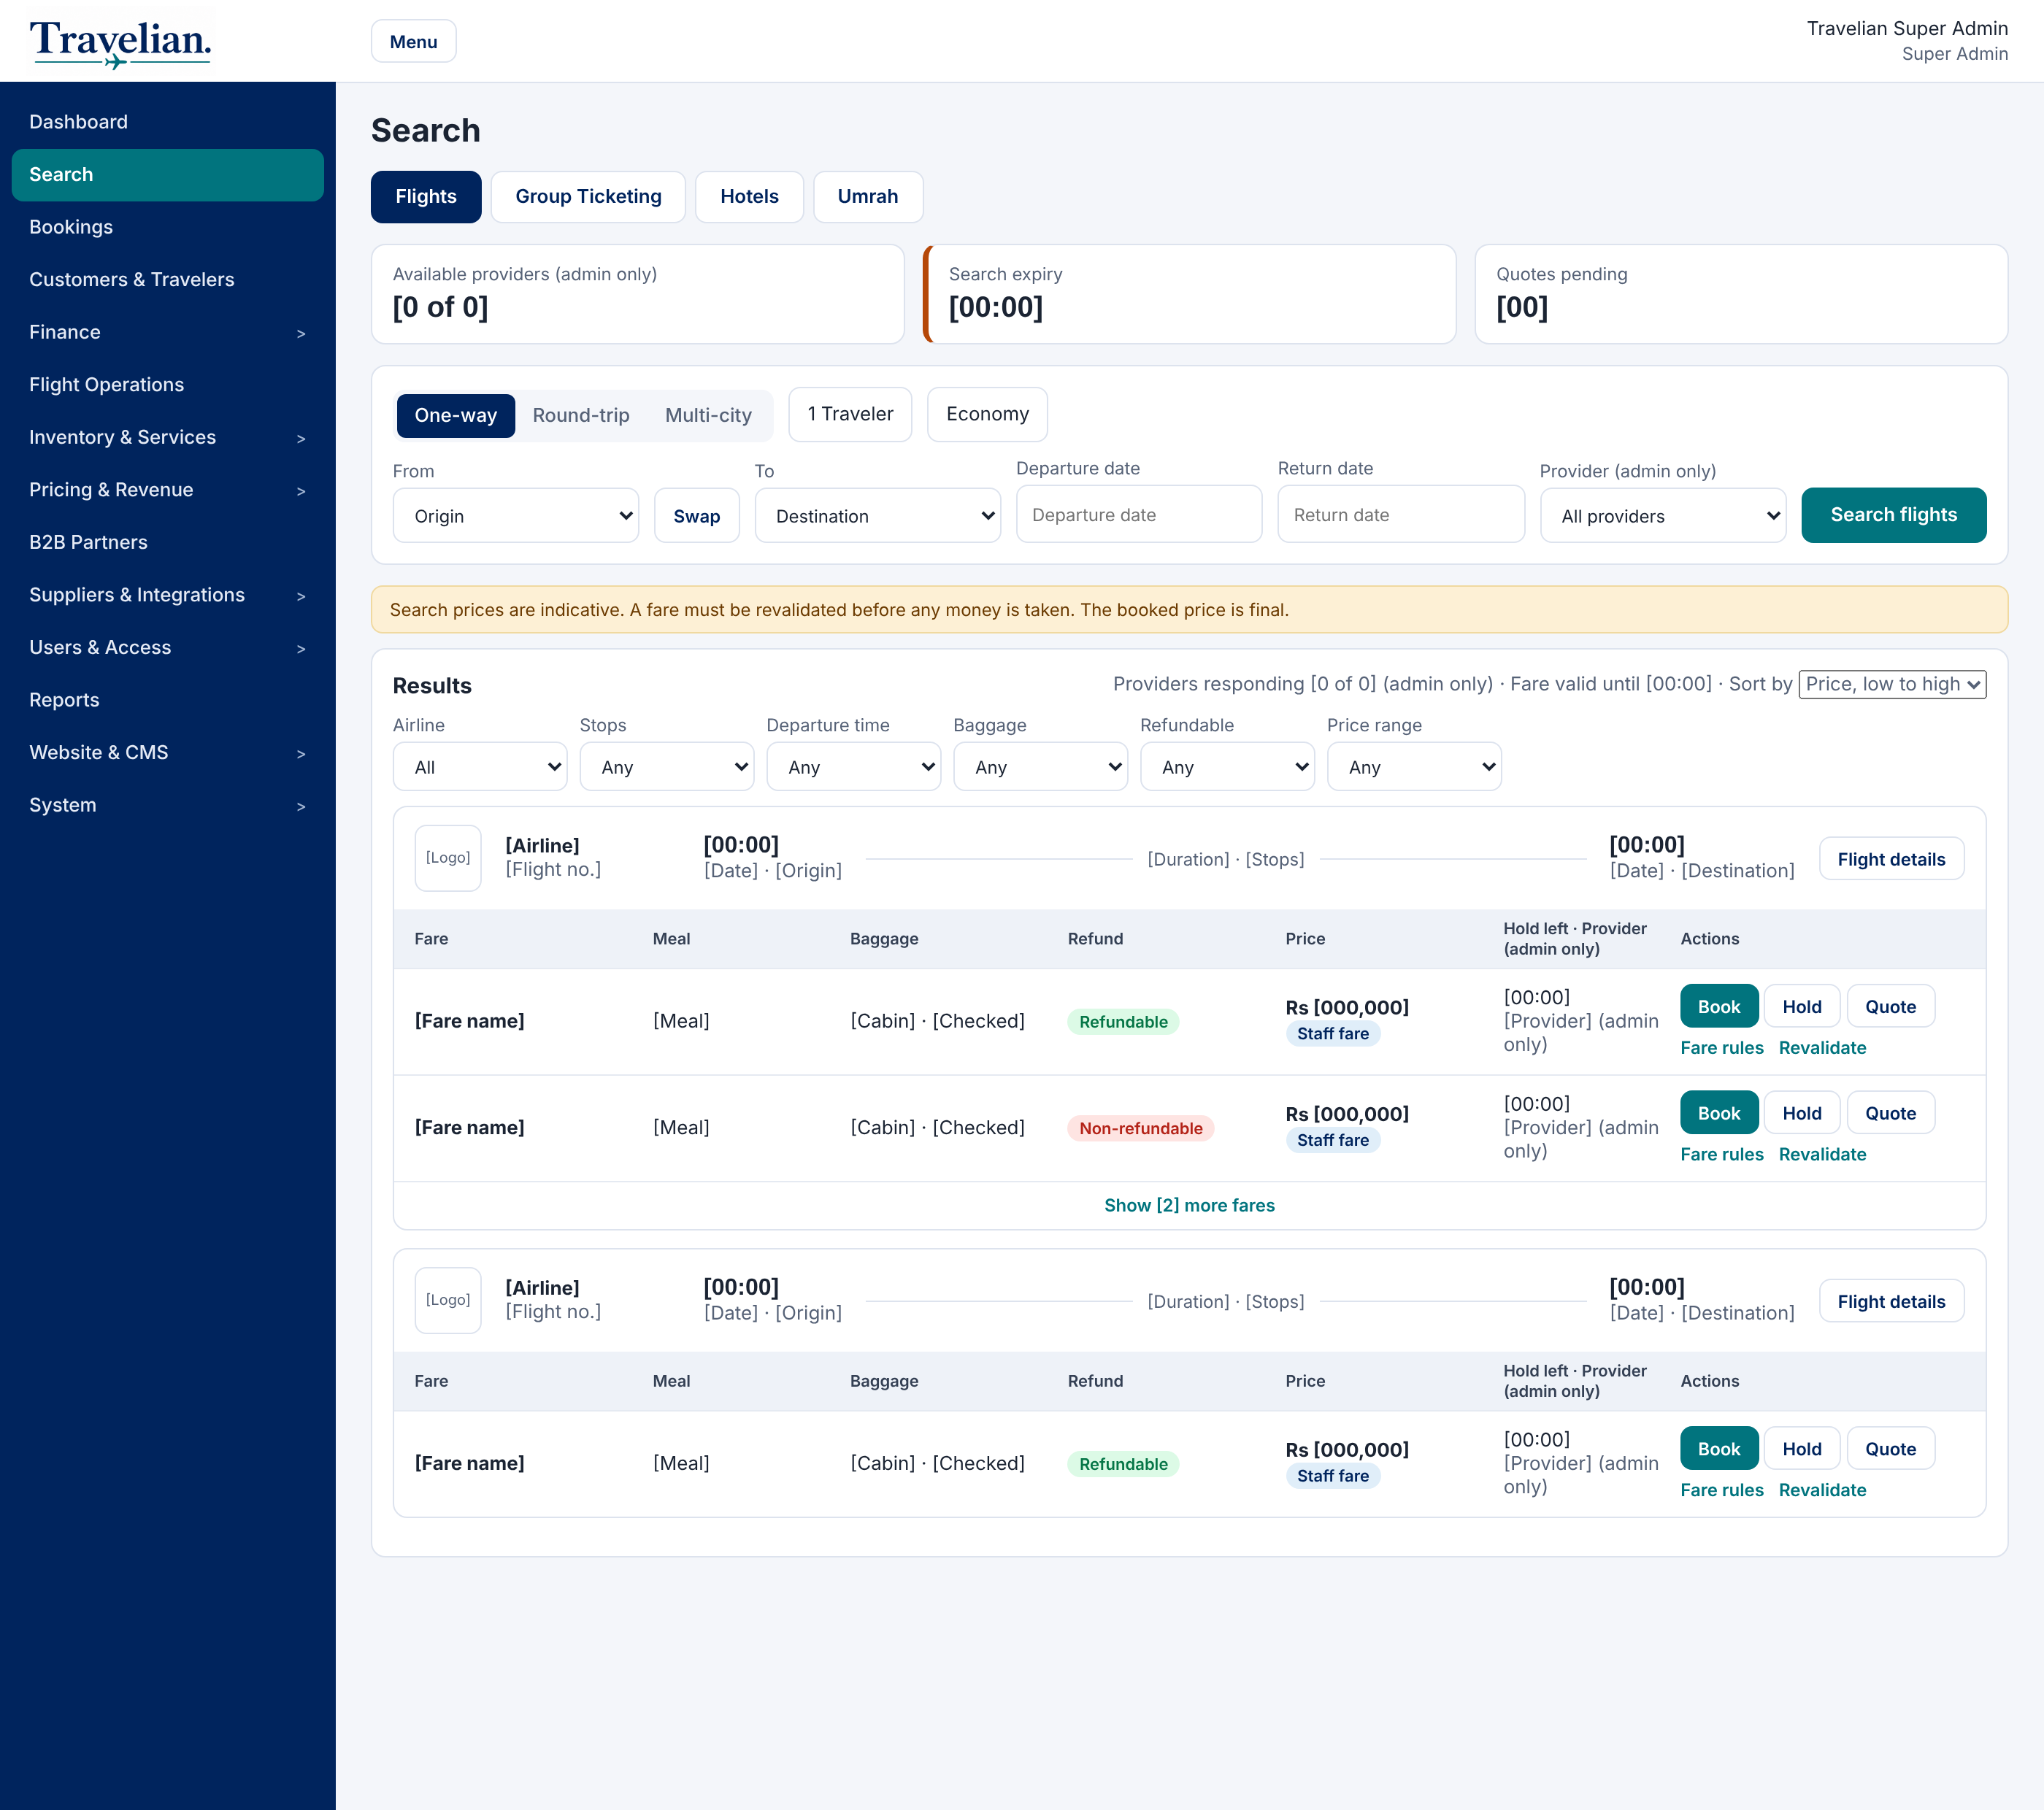 Travelian.
Menu
Travelian Super Admin
Super Admin
Dashboard
Search
Bookings
Customers & Travelers
Finance >
Flight Operations
Inventory & Services >
Pricing & Revenue >
B2B Partners
Suppliers & Integrations >
Users & Access >
Reports
Website & CMS >
System >
Search
Flights Group Ticketing Hotels Umrah
Available providers (admin only)
[0 of 0]
Search expiry
[00:00]
Quotes pending
[00]
One-way Round-trip Multi-city 1 Traveler Economy
From To Departure date Return date Provider (admin only)
Origin Swap Destination Departure date Return date All providers Search flights
Search prices are indicative. A fare must be revalidated before any money is taken. The booked price is final.
Results Providers responding [0 of 0] (admin only) · Fare valid until [00:00] · Sort by Price, low to high
Airline Stops Departure time Baggage Refundable Price range
All Any Any Any Any Any
[Logo]
[Airline]
[Flight no.]
[00:00]
[Date] · [Origin]
[Duration] · [Stops]
[00:00]
[Date] · [Destination]
Flight details
Fare Meal Baggage Refund Price Hold left · Provider
(admin only)
Actions
[Fare name] [Meal] [Cabin] · [Checked] Refundable
Rs [000,000]
Staff fare
[00:00]
[Provider] (admin
only)
Book Hold Quote
Fare rules Revalidate
[Fare name] [Meal] [Cabin] · [Checked] Non-refundable
Rs [000,000]
Staff fare
[00:00]
[Provider] (admin
only)
Book Hold Quote
Fare rules Revalidate
Show [2] more fares
[Logo]
[Airline]
[Flight no.]
[00:00]
[Date] · [Origin]
[Duration] · [Stops]
[00:00]
[Date] · [Destination]
Flight details
Fare Meal Baggage Refund Price Hold left · Provider
(admin only)
Actions
[Fare name] [Meal] [Cabin] · [Checked] Refundable
Rs [000,000]
Staff fare
[00:00]
[Provider] (admin
only)
Book Hold Quote
Fare rules Revalidate